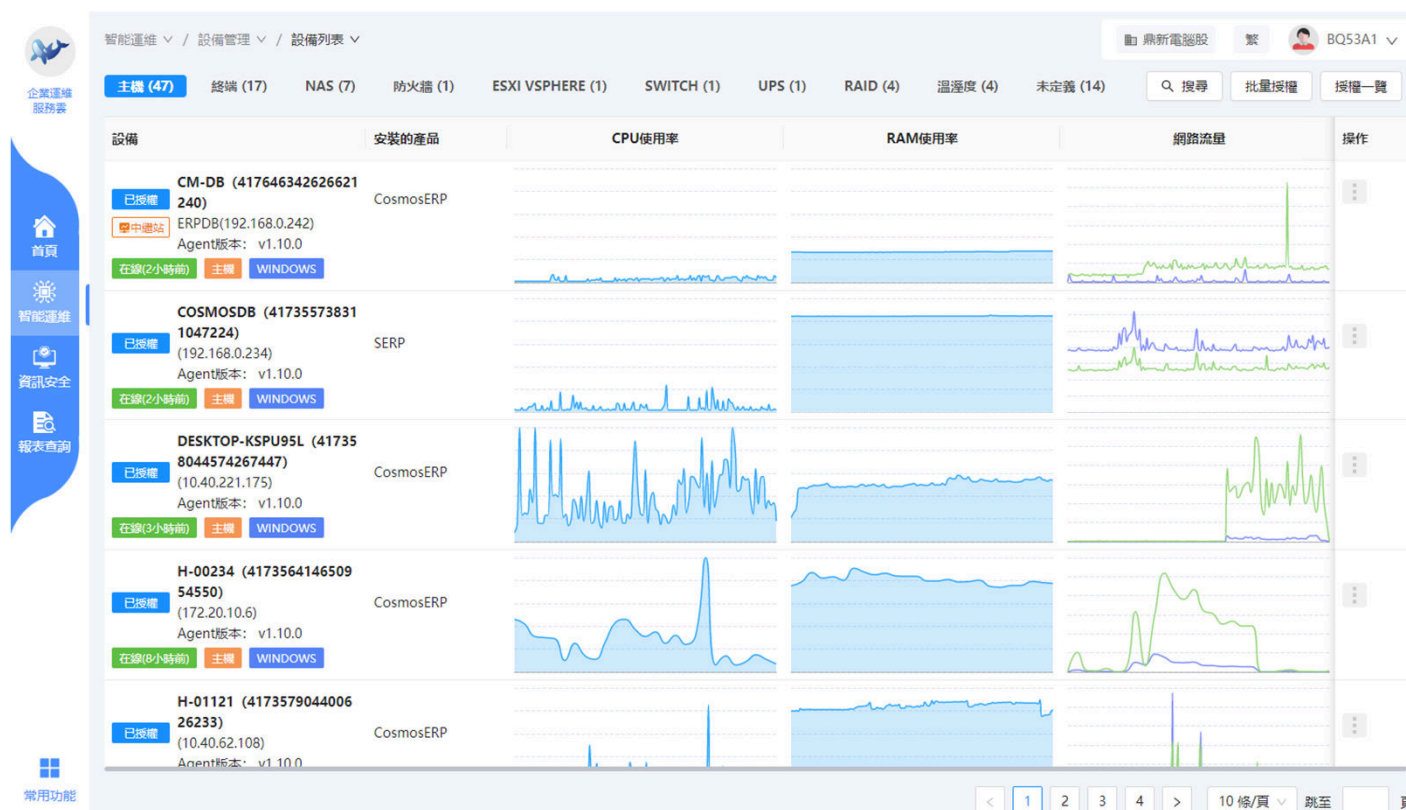 企業運維
服務雲
智能運維 / 設備管理 / 設備列表
鼎新電腦股 繁 BQ53A1
主機 (47) 終端 (17) NAS (7) 防火牆 (1) ESXI VSPHERE (1) SWITCH (1) UPS (1) RAID (4) 溫溼度 (4) 未定義 (14) 搜尋 批量授權 授權一覽
設備 安裝的產品 CPU使用率 RAM使用率 網路流量 操作
CM-DB (417646342626621
已授權 240) CosmosERP
中繼站 ERPDB(192.168.0.242)
Agent版本： v1.10.0
在線(2小時前) 主機 WINDOWS
COSMOSDB (41735573831
1047224)
已授權 (192.168.0.234) SERP
Agent版本： v1.10.0
在線(2小時前) 主機 WINDOWS
DESKTOP-KSPU95L (41735
8044574267447)
已授權 (10.40.221.175) CosmosERP
Agent版本： v1.10.0
在線(3小時前) 主機 WINDOWS
H-00234 (4173564146509
54550)
已授權 (172.20.10.6) CosmosERP
Agent版本： v1.10.0
在線(8小時前) 主機 WINDOWS
H-01121 (4173579044006
26233)
已授權 (10.40.62.108) CosmosERP
Agent版本： v1.10.0
首頁
智能運維
資訊安全
報表查詢
常用功能
< 1 2 3 4 > 10 條/頁 跳至